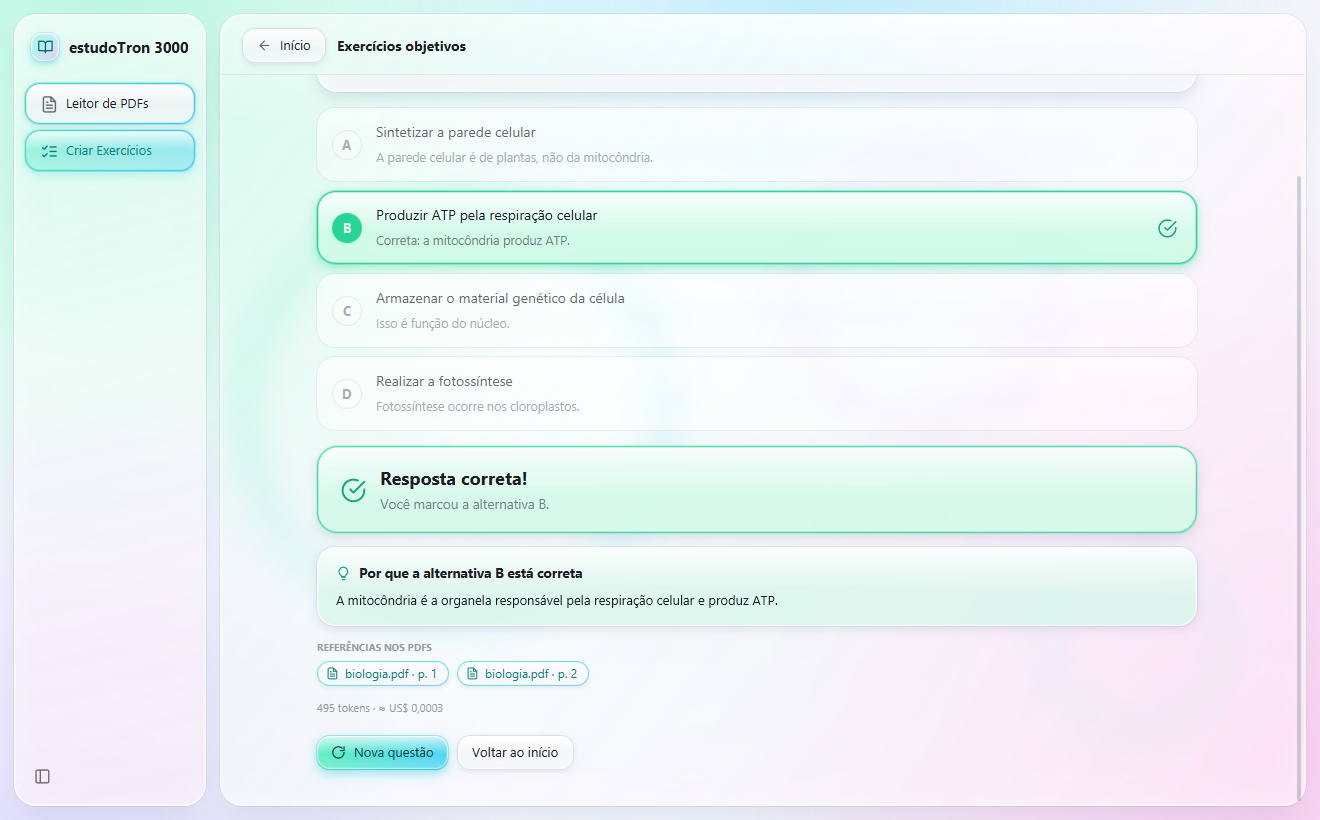 estudoTron 3000
Leitor de PDFs
Criar Exercícios
Início
Exercícios objetivos
A
Sintetizar a parede celular
A parede celular é de plantas, não da mitocôndria.
B
Produzir ATP pela respiração celular
Correta: a mitocôndria produz ATP.
C
Armazenar o material genético da célula
Isso é função do núcleo.
D
Realizar a fotossíntese
Fotossíntese ocorre nos cloroplastos.
Resposta correta!
Você marcou a alternativa B.
Por que a alternativa B está correta
A mitocôndria é a organela responsável pela respiração celular e produz ATP.
REFERÊNCIAS NOS PDFS
biologia.pdf · p. 1
biologia.pdf · p. 2
495 tokens · ≈ US$ 0,0003
Nova questão
Voltar ao início